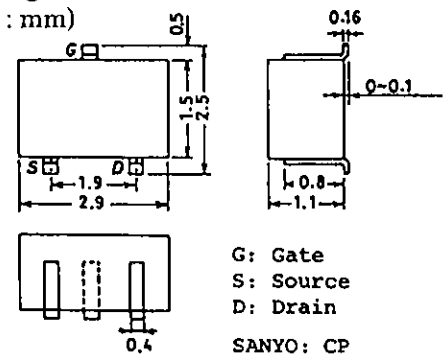 : mm)
0.5
0.16
G
1.5
2.5
0~0.1
S
D
1.9
2.9
0.8
1.1
0.4
G: Gate
S: Source
D: Drain
SANYO: CP